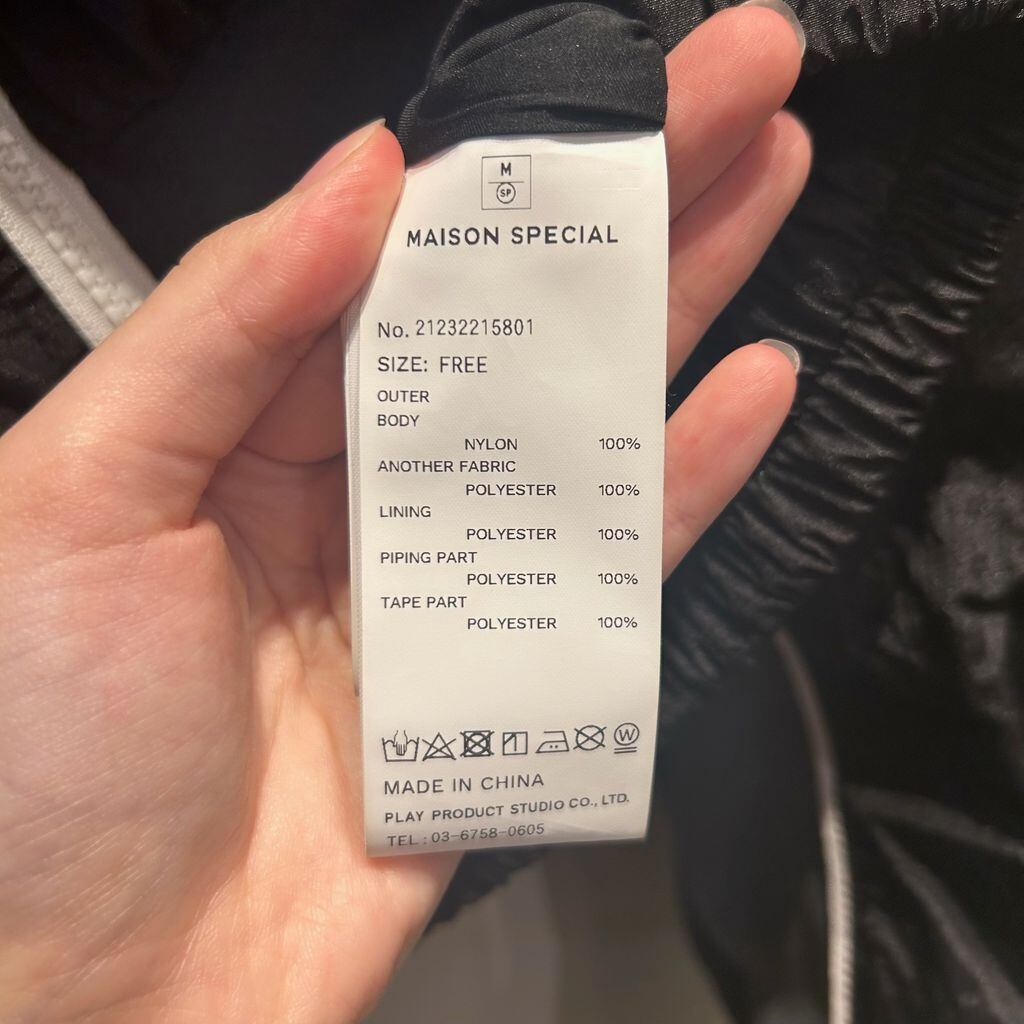 M
SP
MAISON SPECIAL
No. 21232215801
SIZE: FREE
OUTER
BODY
NYLON 100%
ANOTHER FABRIC
POLYESTER 100%
LINING
POLYESTER 100%
PIPING PART
POLYESTER 100%
TAPE PART
POLYESTER 100%
W
MADE IN CHINA
PLAY PRODUCT STUDIO CO., LTD.
TEL : 03-6758-0605